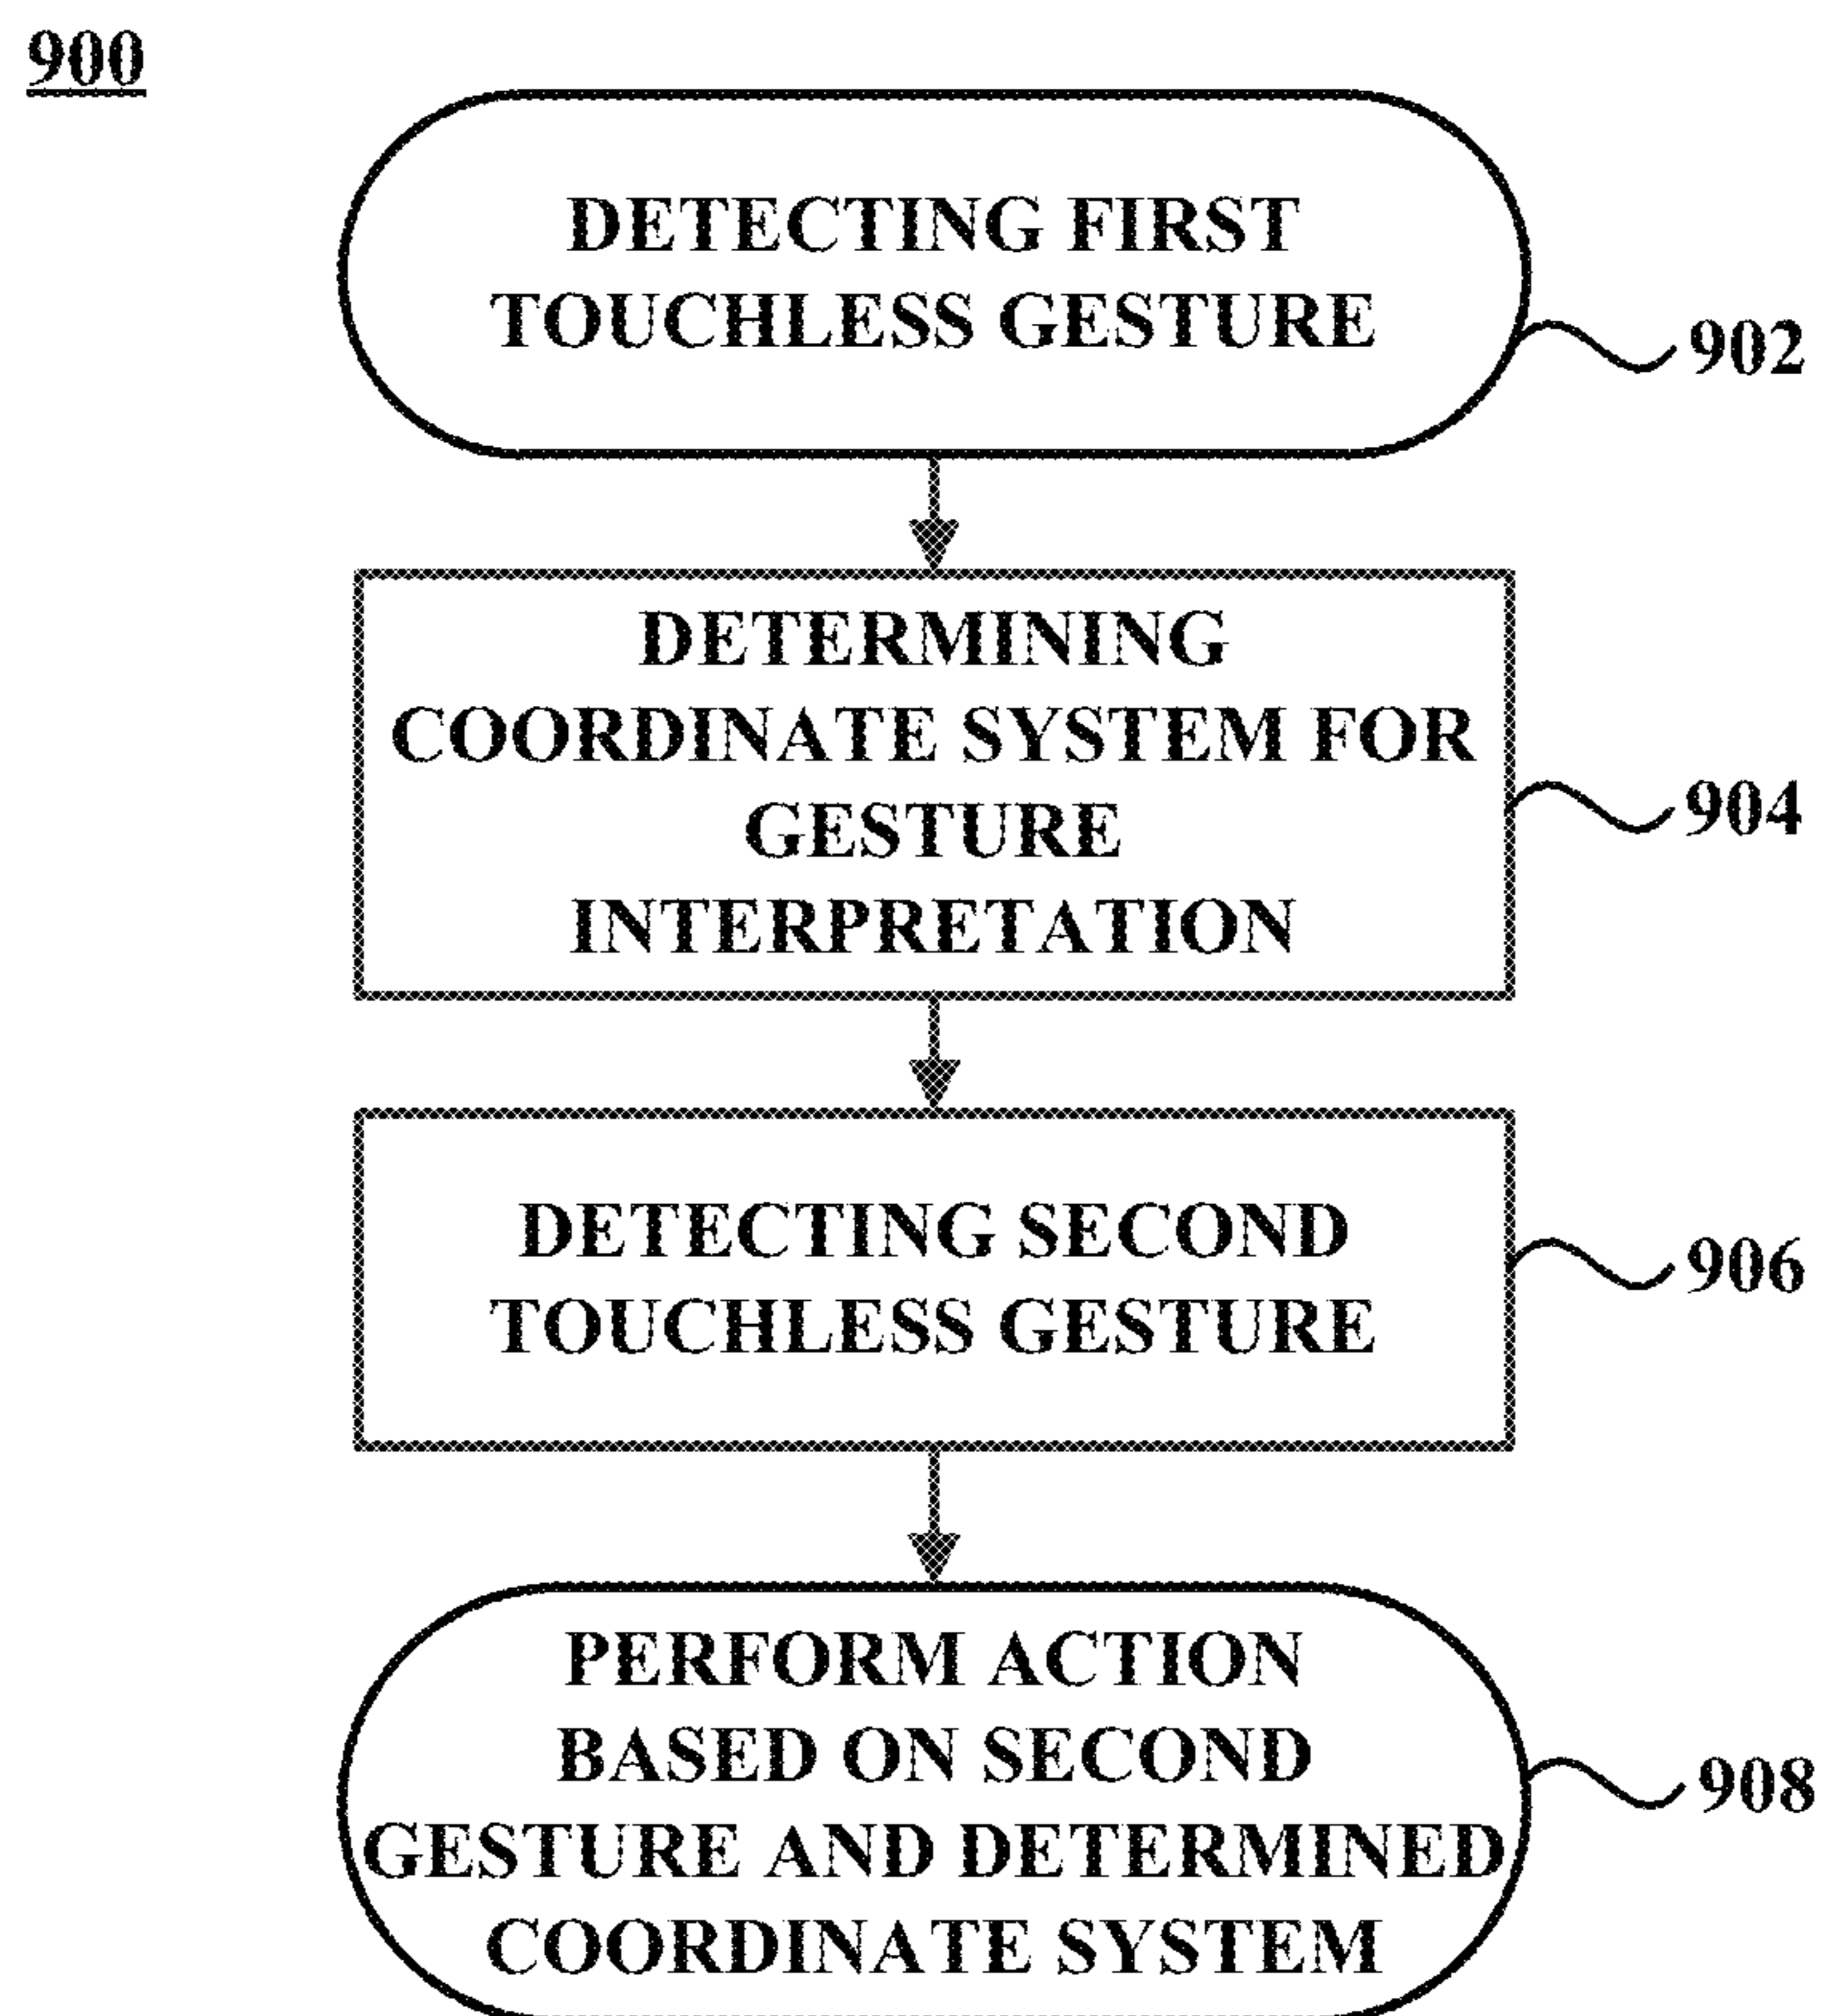 900
DETECTING FIRST
TOUCHLESS GESTURE
902
DETERMINING
COORDINATE SYSTEM FOR
GESTURE
INTERPRETATION
904
DETECTING SECOND
TOUCHLESS GESTURE
906
PERFORM ACTION
BASED ON SECOND
GESTURE AND DETERMINED
COORDINATE SYSTEM
908